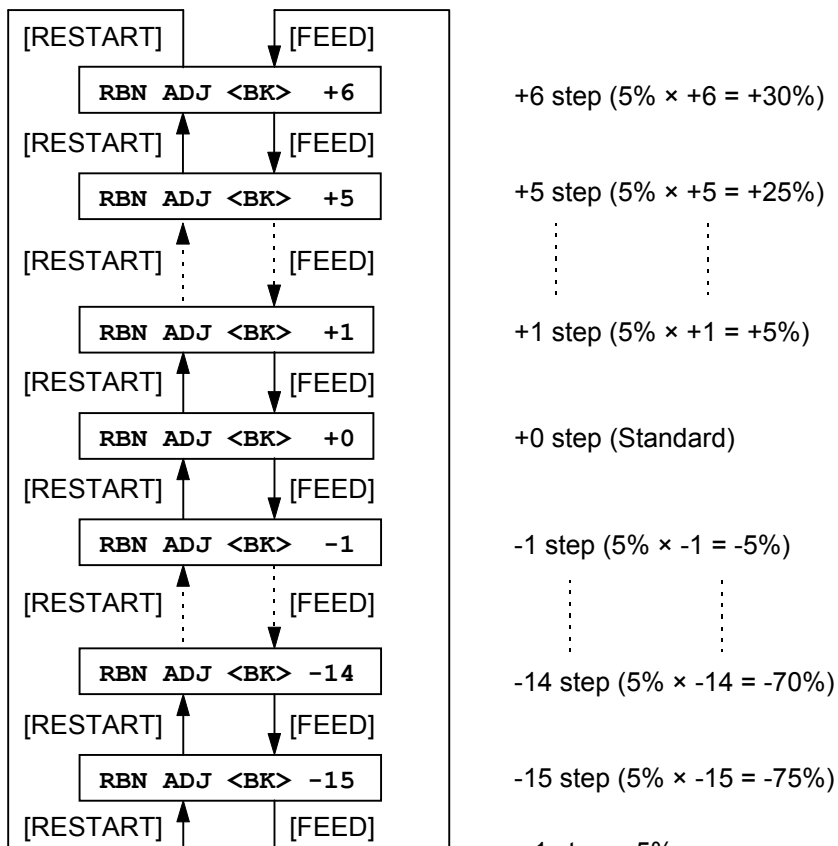 [RESTART] [FEED]
RBN ADJ <BK> +6 +6 step (5% × +6 = +30%)
[RESTART] [FEED]
RBN ADJ <BK> +5 +5 step (5% × +5 = +25%)
[RESTART] [FEED]
RBN ADJ <BK> +1 +1 step (5% × +1 = +5%)
[RESTART] [FEED]
RBN ADJ <BK> +0 +0 step (Standard)
[RESTART] [FEED]
RBN ADJ <BK> -1 -1 step (5% × -1 = -5%)
[RESTART] [FEED]
RBN ADJ <BK> -14 -14 step (5% × -14 = -70%)
[RESTART] [FEED]
RBN ADJ <BK> -15 -15 step (5% × -15 = -75%)
[RESTART] [FEED]